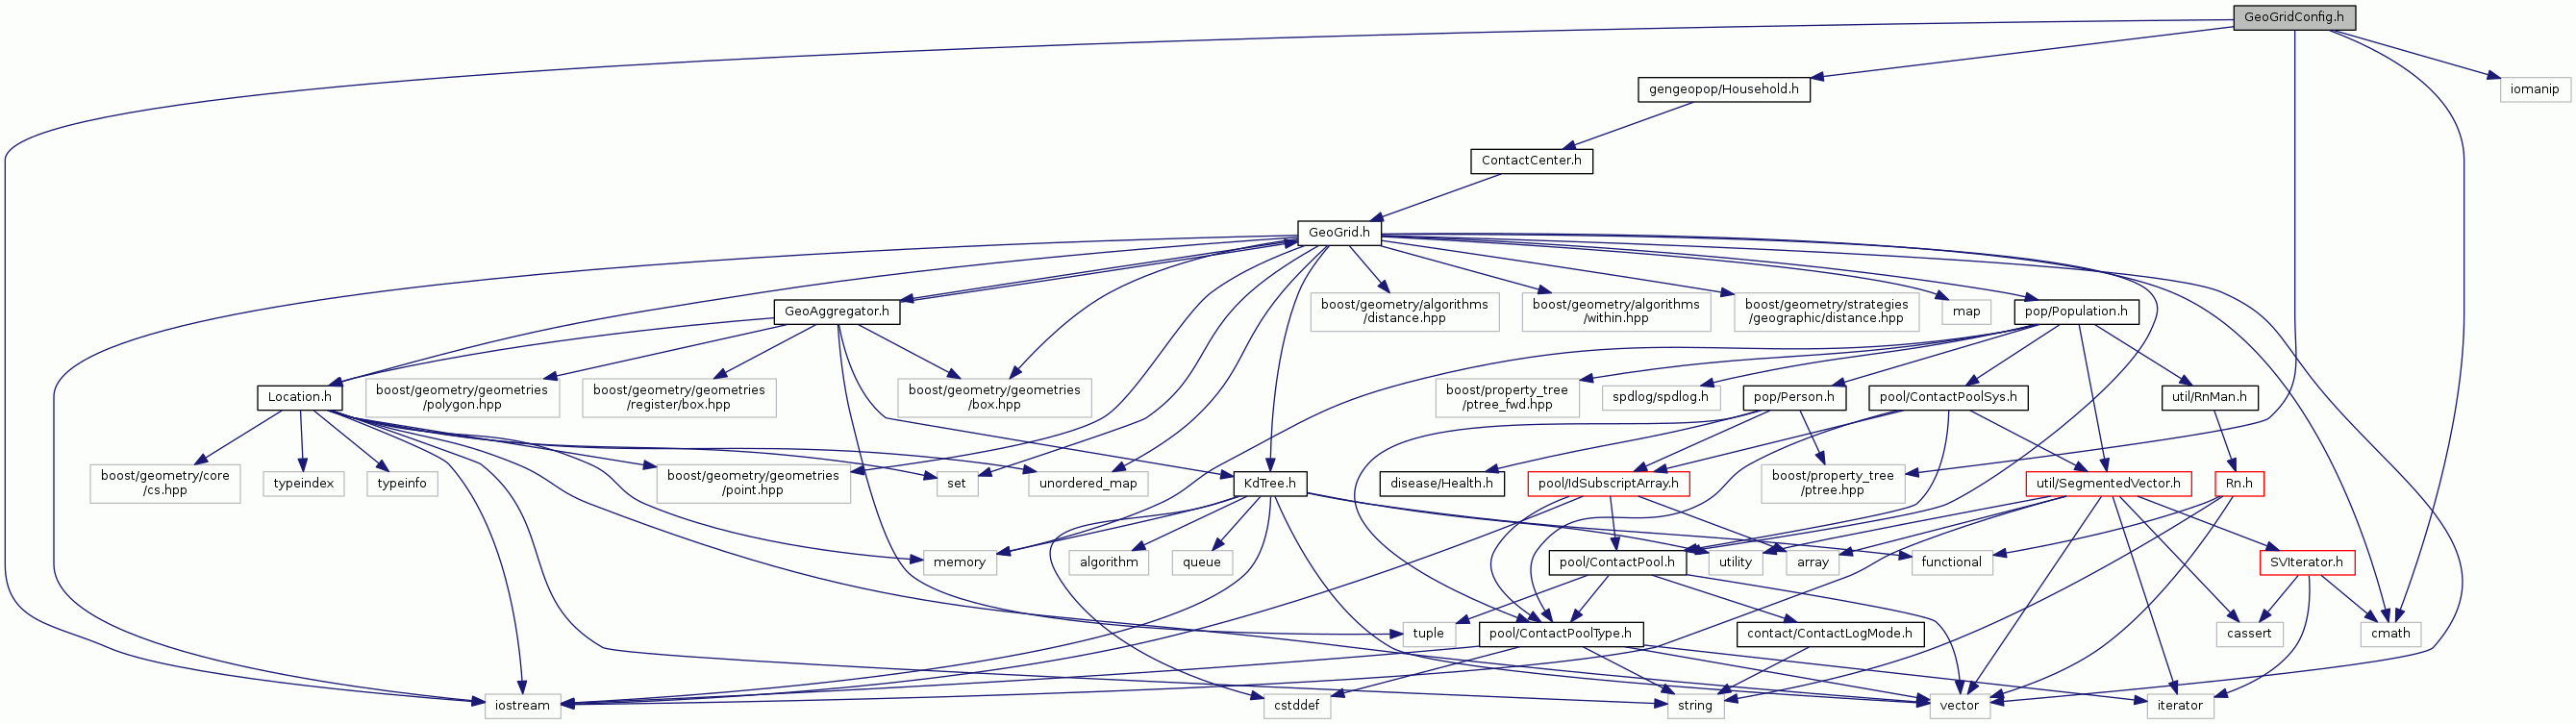 GeoGridConfig.h
gengeopop/Household.h
iomanip
ContactCenter.h
GeoGrid.h
GeoAggregator.h
boost/geometry/algorithms
/distance.hpp
boost/geometry/algorithms
/within.hpp
boost/geometry/strategies
/geographic/distance.hpp
map
pop/Population.h
Location.h
boost/geometry/geometries
/polygon.hpp
boost/geometry/geometries
/register/box.hpp
boost/geometry/geometries
/box.hpp
boost/property_tree
/ptree_fwd.hpp
spdlog/spdlog.h
pop/Person.h
pool/ContactPoolSys.h
util/RnMan.h
boost/geometry/core
/cs.hpp
typeindex
typeinfo
boost/geometry/geometries
/point.hpp
set
unordered_map
KdTree.h
disease/Health.h
pool/IdSubscriptArray.h
boost/property_tree
/ptree.hpp
util/SegmentedVector.h
Rn.h
memory
algorithm
queue
pool/ContactPool.h
utility
array
functional
SVIterator.h
tuple
pool/ContactPoolType.h
contact/ContactLogMode.h
cassert
cmath
iostream
cstddef
string
vector
iterator